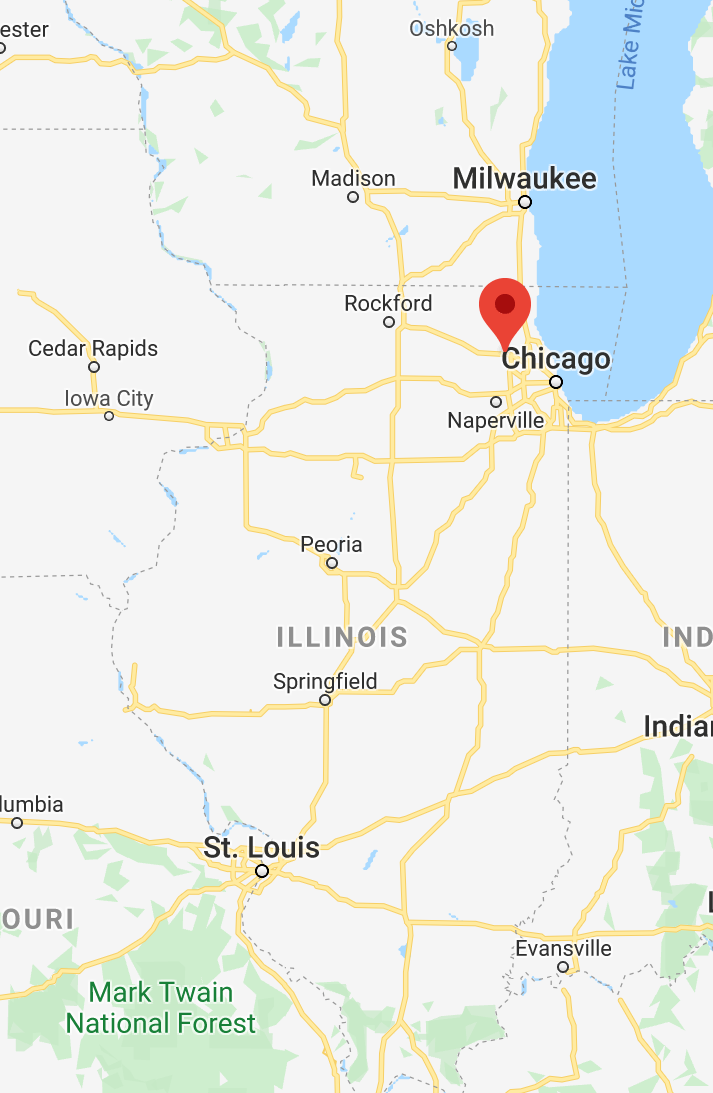 ester
Oshkosh
Lake Mic
Madison
Milwaukee
Rockford
Cedar Rapids
Chicago
Iowa City
Naperville
Peoria
ILLINOIS
IND
Springfield
Indian
lumbia
St. Louis
L
OURI
Evansville
Mark Twain
National Forest